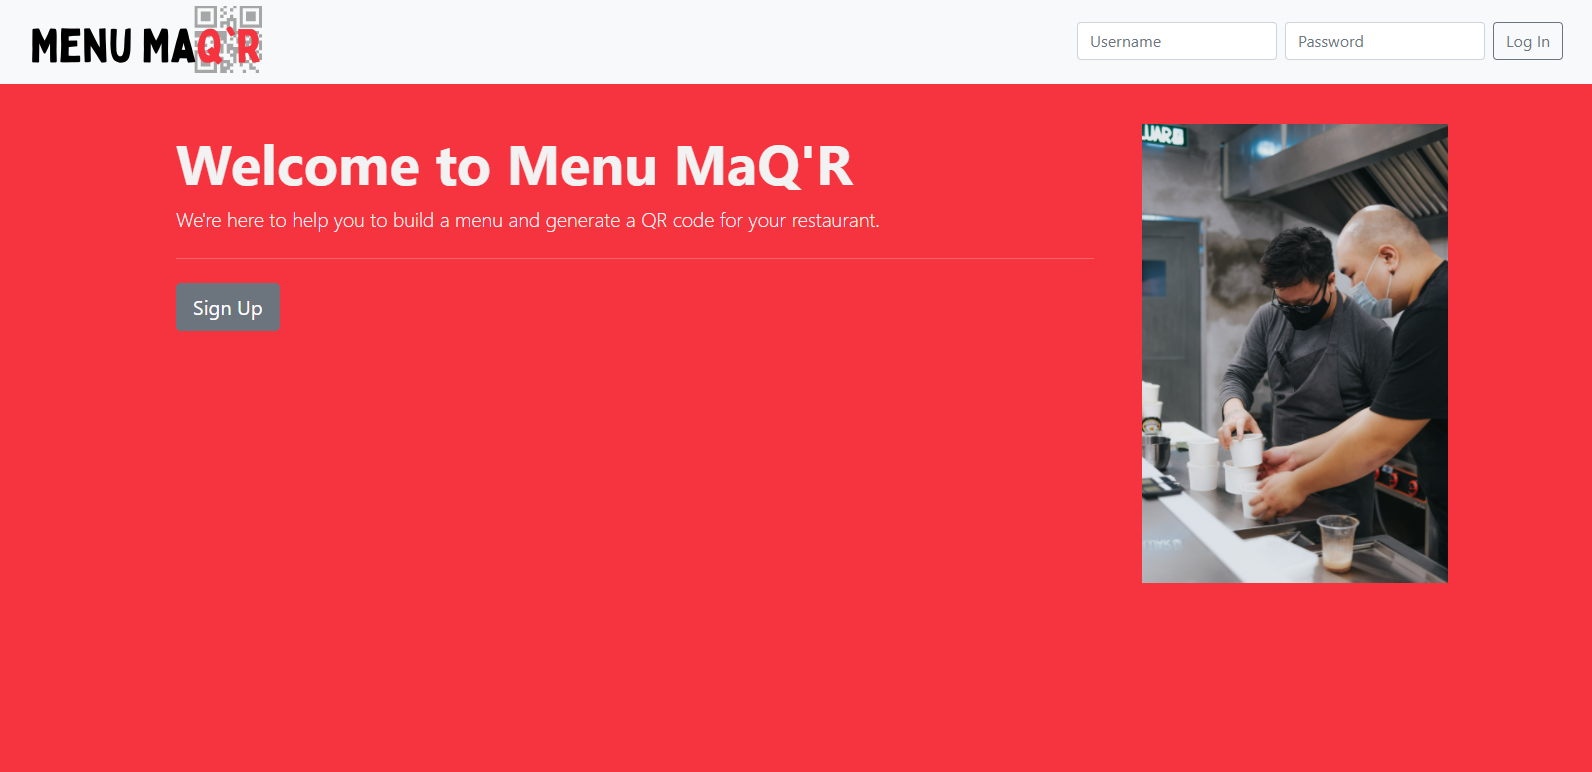 MENU MAQ'R
Username
Password
Log In
Welcome to Menu MaQ'R
We're here to help you to build a menu and generate a QR code for your restaurant.
Sign Up